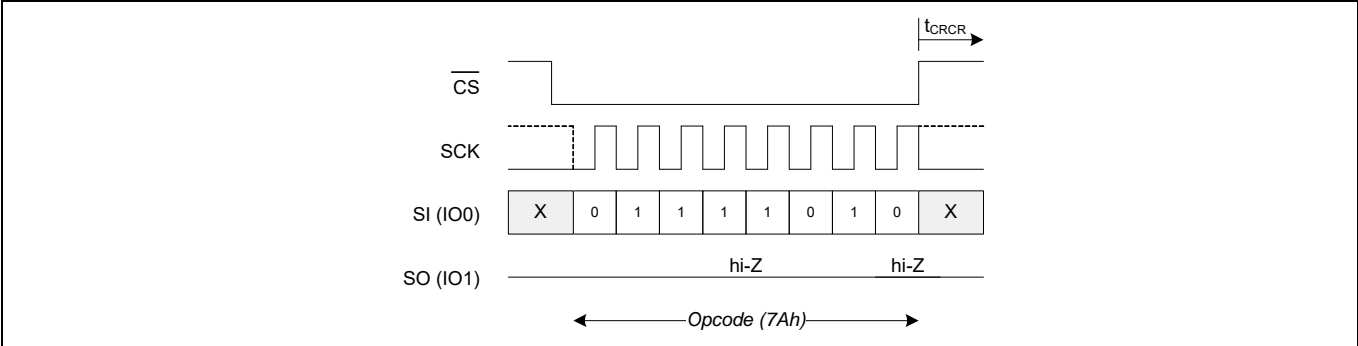 tCRCR
CS
SCK
SI (IO0) X 0 1 1 1 1 0 1 0 X
SO (IO1) hi-Z hi-Z
Opcode (7Ah)